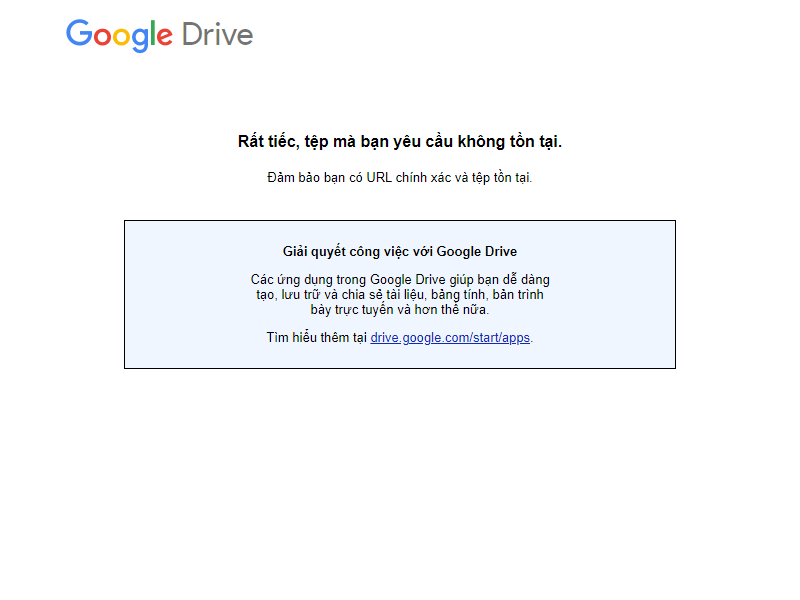 Google Drive
Rất tiếc, tệp mà bạn yêu cầu không tồn tại.
Đảm bảo bạn có URL chính xác và tệp tồn tại.
Giải quyết công việc với Google Drive
Các ứng dụng trong Google Drive giúp bạn dễ dàng
tạo, lưu trữ và chia sẻ tài liệu, bảng tính, bản trình
bày trực tuyến và hơn thế nữa.
Tìm hiểu thêm tại drive.google.com/start/apps.